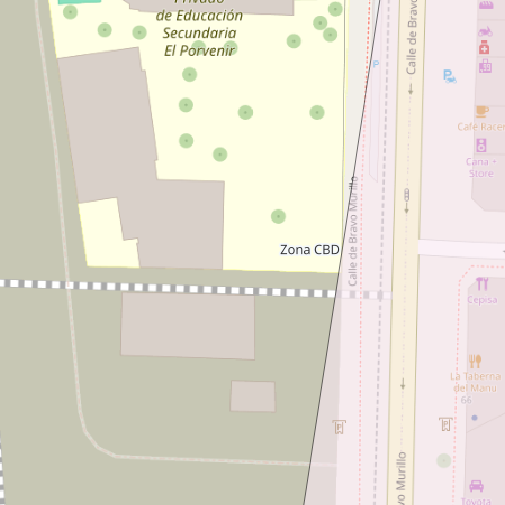 Privado
de Educación
Secundaria
El Porvenir
P
Calle de Bravo
Café Racer
Cana -
Store
Calle de Bravo Murillo
Zona CBD
Cepisa
La Taberna
del Manu
66
vo Murillo
Toyota